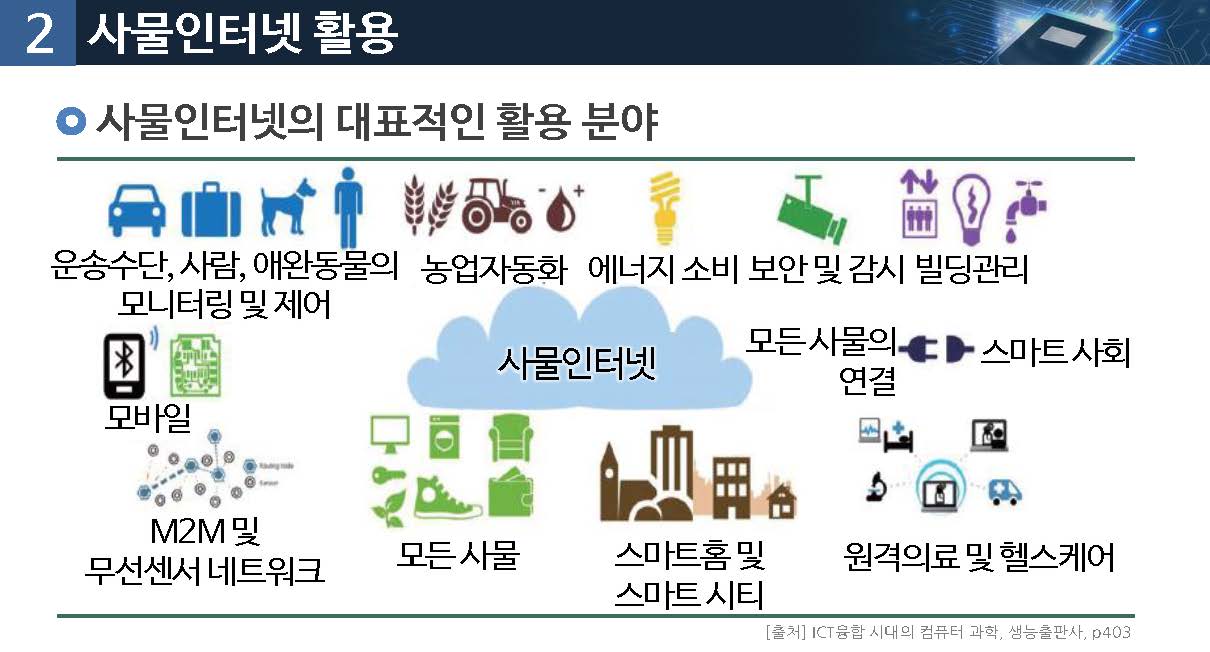 2 사물인터넷 활용
사물인터넷의 대표적인 활용 분야
운송수단, 사람, 애완동물의
모니터링 및 제어
농업자동화
에너지 소비
보안 및 감시
빌딩관리
사물인터넷
모든 사물의
연결
스마트 사회
모바일
Routing node
Sensor
M2M 및
무선센서 네트워크
모든 사물
스마트홈 및
스마트 시티
원격의료 및 헬스케어
[출처] ICT융합 시대의 컴퓨터 과학, 생능출판사, p403